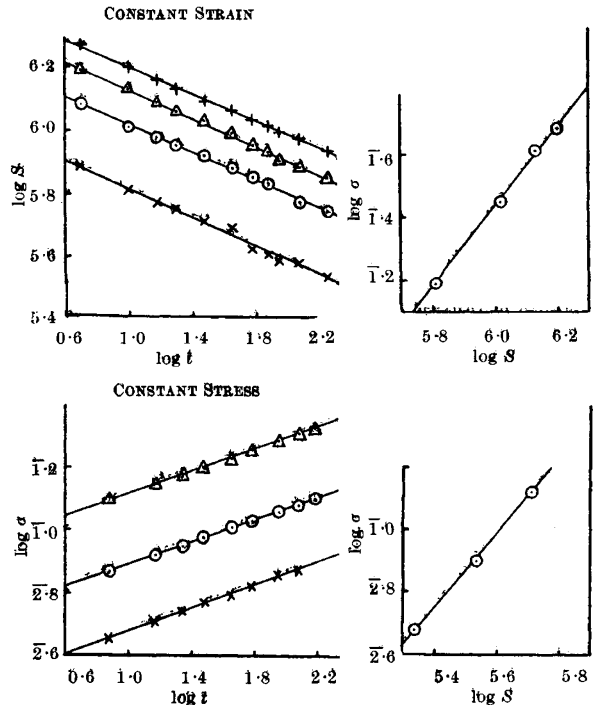 CONSTANT STRAIN
log S
6·2
6·0
5·8
5·6
5·4
0·6 1·0 1·4 1·8 2·2
log t
log σ
1̅·6
1̅·4
1̅·2
5·8 6·0 6·2
log S
CONSTANT STRESS
log σ
1̅·2
1̅·0
2̅·8
2̅·6
0·6 1·0 1·4 1·8 2·2
log t
log σ
1̅·0
2̅·8
2̅·6
5·4 5·6 5·8
log S